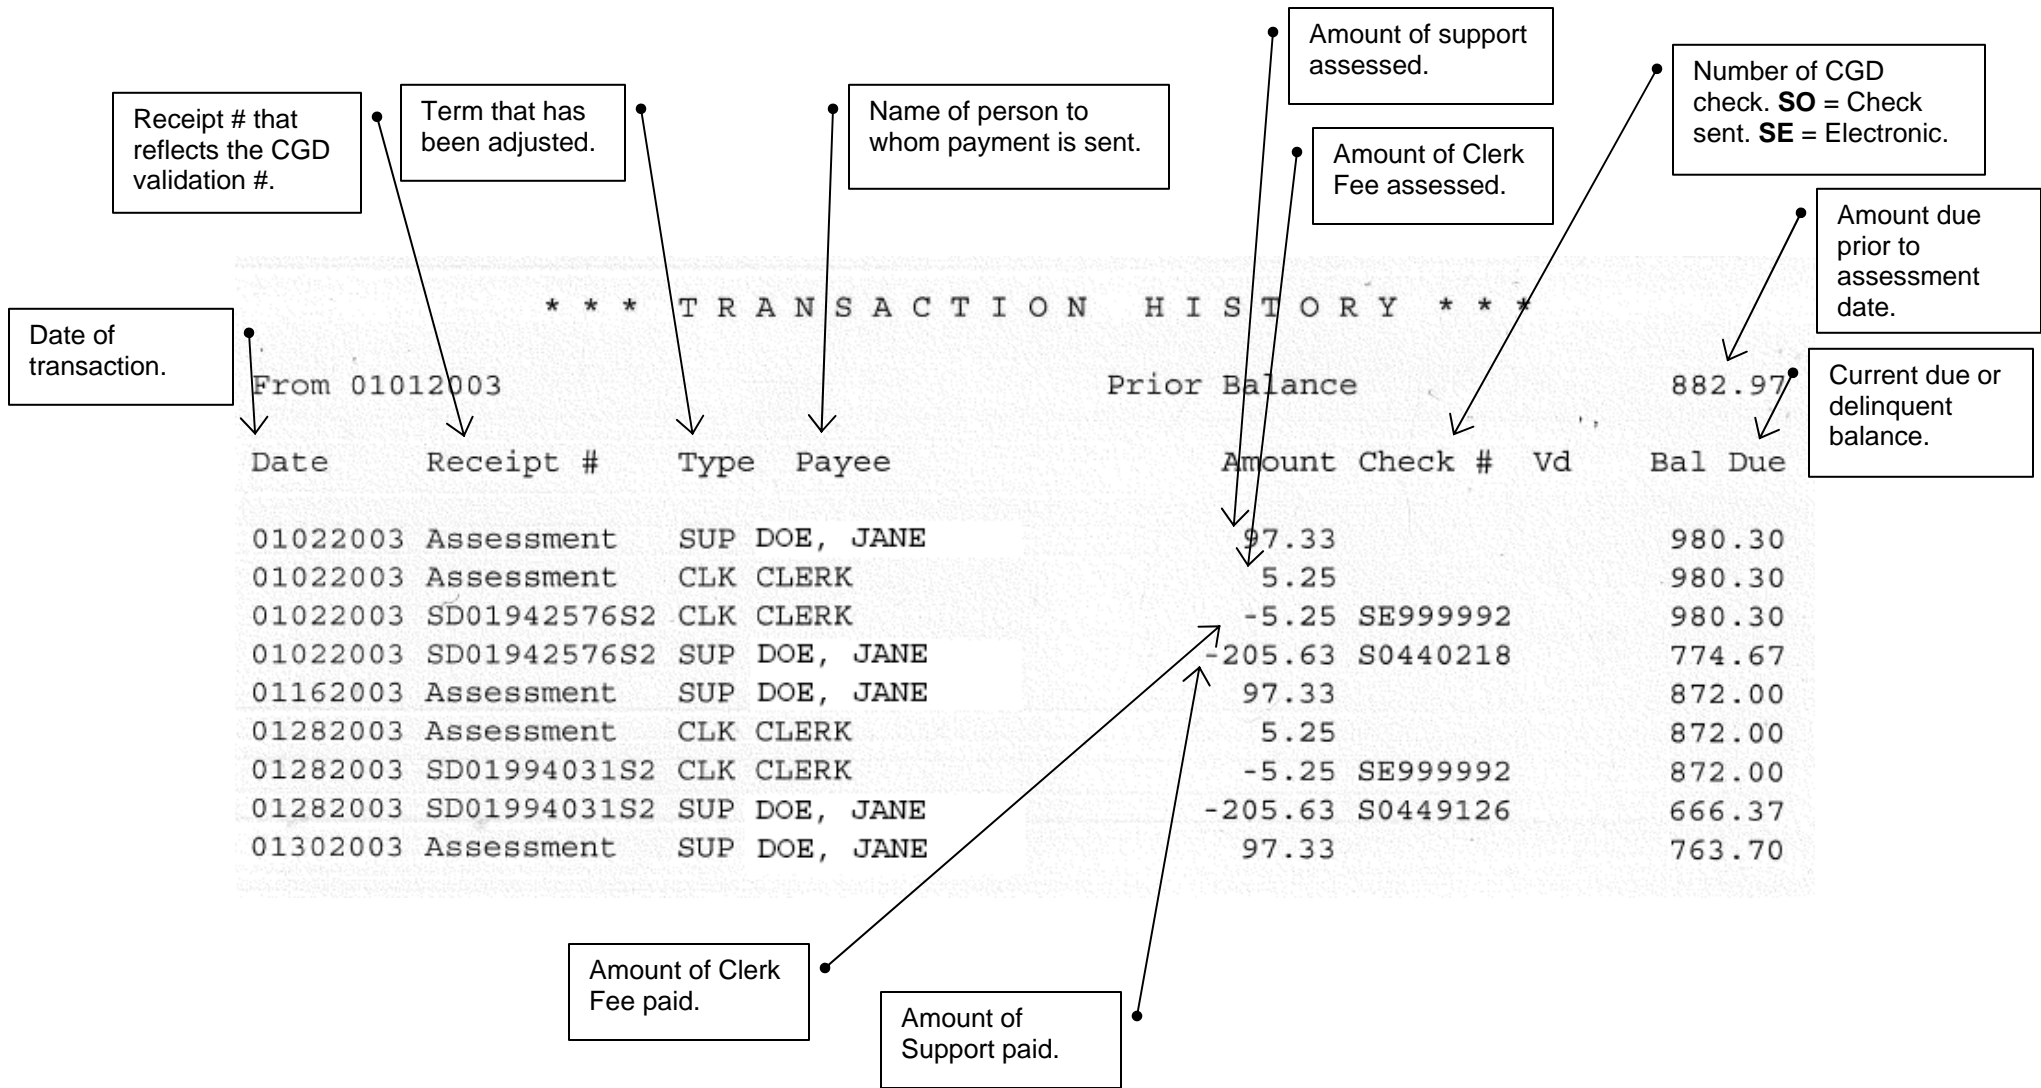 Amount of support
assessed.
Number of CGD
check. SO = Check
sent. SE = Electronic.
Receipt # that
reflects the CGD
validation #.
Term that has
been adjusted.
Name of person to
whom payment is sent.
Amount of Clerk
Fee assessed.
Amount due
prior to
assessment
date.
Date of
transaction.
* * * T R A N S A C T I O N H I S T O R Y * * *
From 01012003 Prior Balance 882.97
Current due or
delinquent
balance.
Date Receipt # Type Payee Amount Check # Vd Bal Due
01022003 Assessment SUP DOE, JANE 97.33 980.30
01022003 Assessment CLK CLERK 5.25 980.30
01022003 SD01942576S2 CLK CLERK -5.25 SE999992 980.30
01022003 SD01942576S2 SUP DOE, JANE -205.63 S0440218 774.67
01162003 Assessment SUP DOE, JANE 97.33 872.00
01282003 Assessment CLK CLERK 5.25 872.00
01282003 SD01994031S2 CLK CLERK -5.25 SE999992 872.00
01282003 SD01994031S2 SUP DOE, JANE -205.63 S0449126 666.37
01302003 Assessment SUP DOE, JANE 97.33 763.70
Amount of Clerk
Fee paid.
Amount of
Support paid.